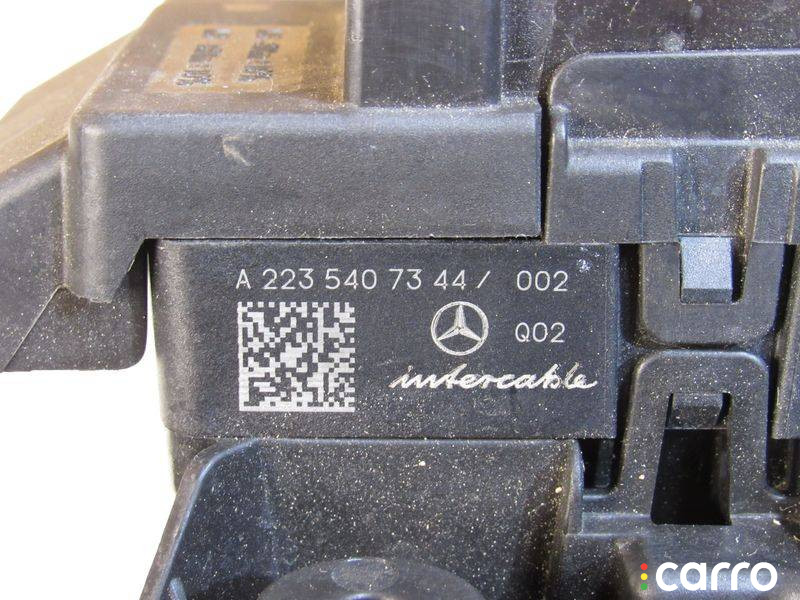 A 223 540 73 44 / 002
Q02
intercable
carro